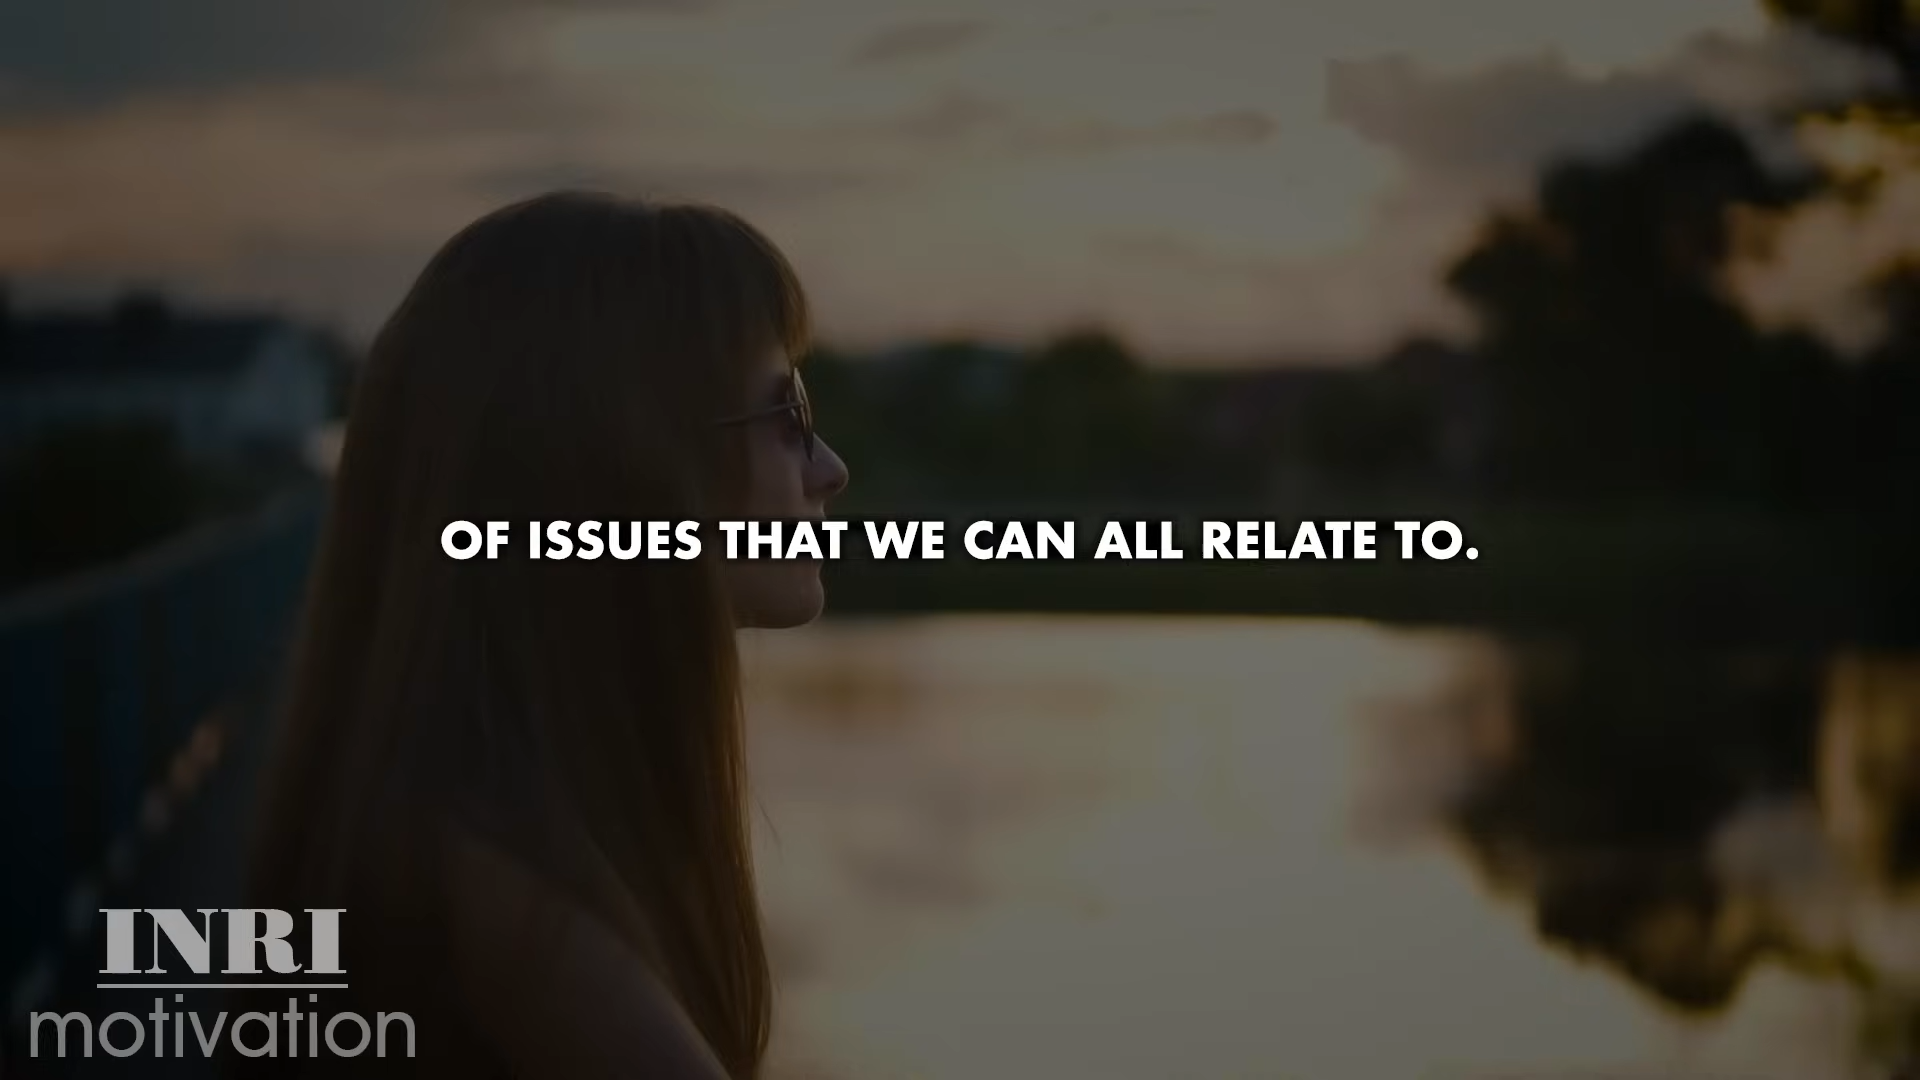 OF ISSUES THAT WE CAN ALL RELATE TO.
INRI
motivation